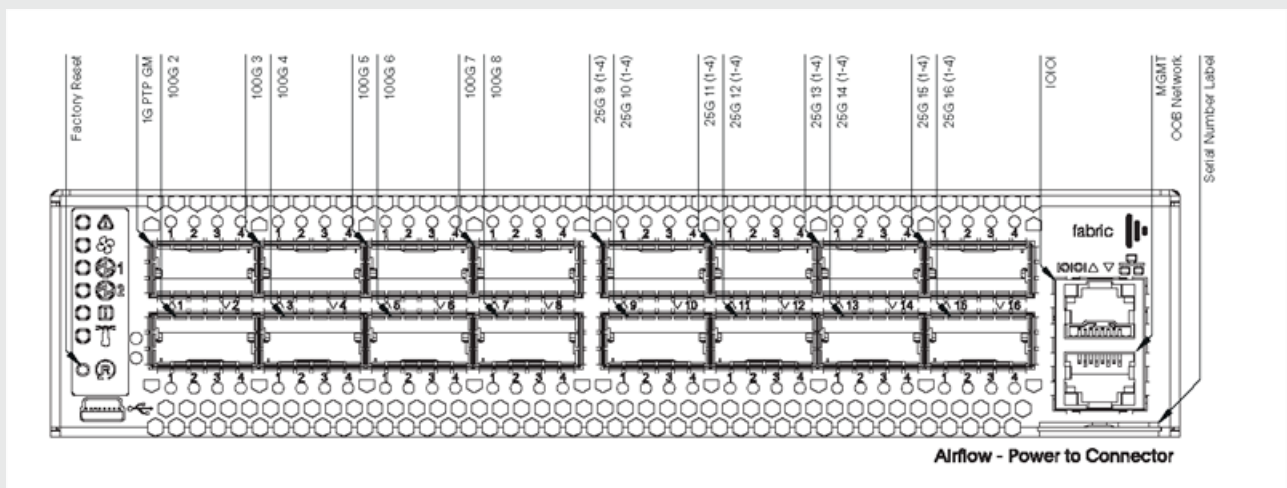 Factory Reset
1G PTP GM
100G 2
100G 3
100G 4
100G 5
100G 6
100G 7
100G 8
25G 9 (1-4)
25G 10 (1-4)
25G 11 (1-4)
25G 12 (1-4)
25G 13 (1-4)
25G 14 (1-4)
25G 15 (1-4)
25G 16 (1-4)
IOIOI
MGMT
OOB Network
Serial Number Label
1 2 3 4 1 2 3 4 1 2 3 4 1 2 3 4 1 2 3 4 1 2 3 4 1 2 3 4 1 2 3 4
fabric
IOIOI
1
2
1 2 3 4 5 6 7 8 9 10 11 12 13 14 15 16
1 2 3 4 1 2 3 4 1 2 3 4 1 2 3 4 1 2 3 4 1 2 3 4 1 2 3 4 1 2 3 4
Airflow - Power to Connector